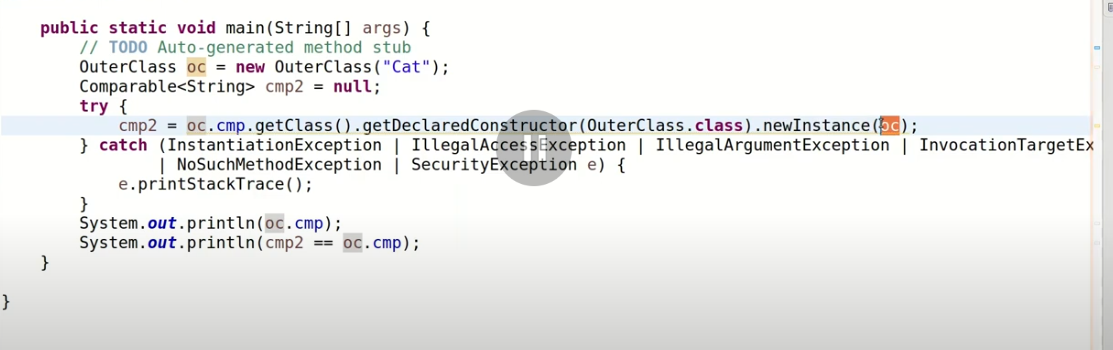 public static void main(String[] args) {
// TODO Auto-generated method stub
OuterClass oc = new OuterClass("Cat");
Comparable<String> cmp2 = null;
try {
cmp2 = oc.cmp.getClass().getDeclaredConstructor(OuterClass.class).newInstance(oc);
} catch (InstantiationException | IllegalAccessException | IllegalArgumentException | InvocationTargetEx
| NoSuchMethodException | SecurityException e) {
e.printStackTrace();
}
System.out.println(oc.cmp);
System.out.println(cmp2 == oc.cmp);
}
}